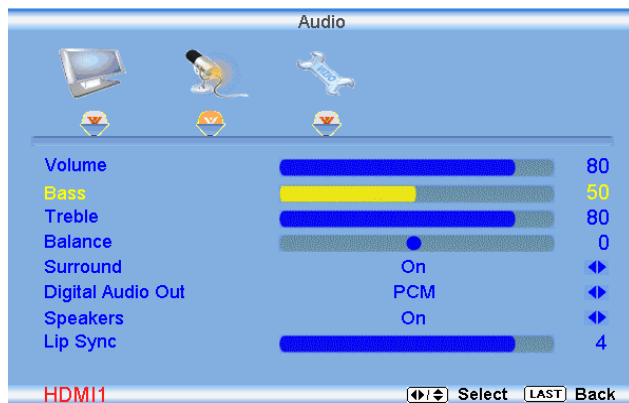 Audio
Volume 80
Bass 50
Treble 80
Balance 0
Surround On
Digital Audio Out PCM
Speakers On
Lip Sync 4
HDMI1 Select LAST Back